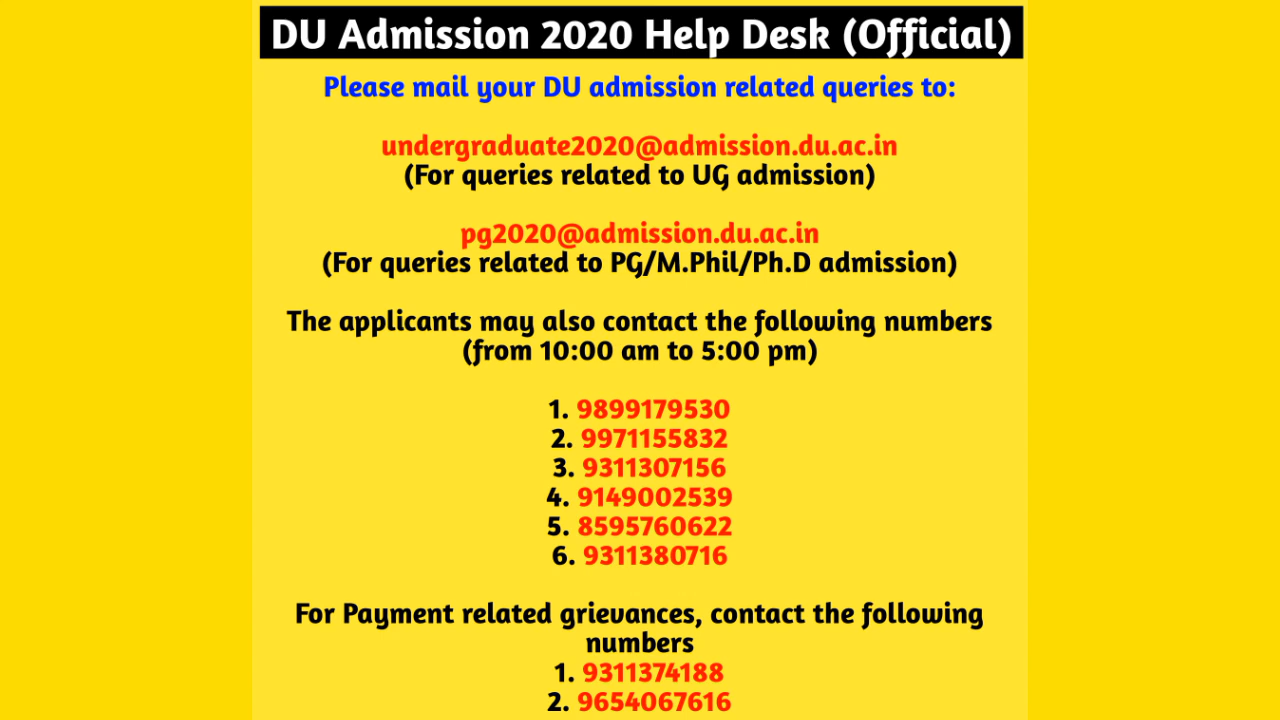 DU Admission 2020 Help Desk (Official)
Please mail your DU admission related queries to:
undergraduate2020@admission.du.ac.in
(For queries related to UG admission)
pg2020@admission.du.ac.in
(For queries related to PG/M.Phil/Ph.D admission)
The applicants may also contact the following numbers
(from 10:00 am to 5:00 pm)
1. 9899179530
2. 9971155832
3. 9311307156
4. 9149002539
5. 8595760622
6. 9311380716
For Payment related grievances, contact the following
numbers
1. 9311374188
2. 9654067616